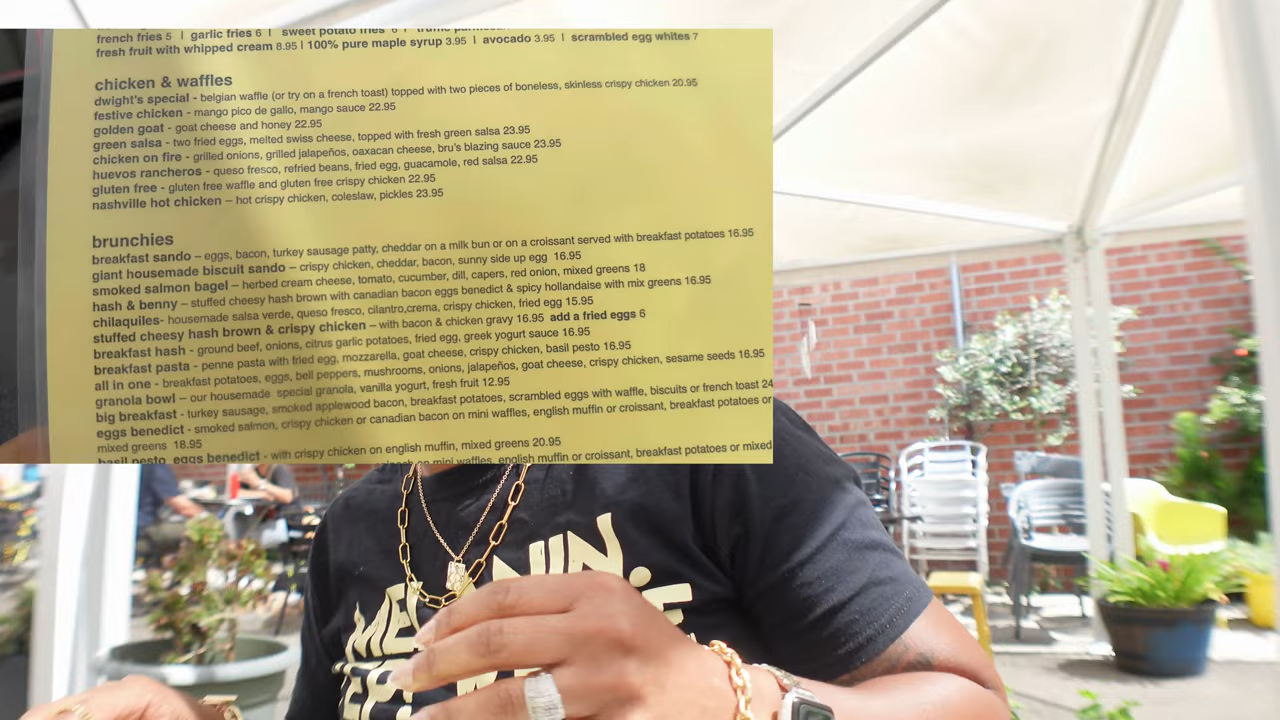 french fries 5 | garlic fries 6 | sweet potato fries 6 |
fresh fruit with whipped cream 8.95 | 100% pure maple syrup 3.95 | avocado 3.95 | scrambled egg whites 7
chicken & waffles
dwight's special - belgian waffle (or try on a french toast) topped with two pieces of boneless, skinless crispy chicken 20.95
festive chicken - mango pico de gallo, mango sauce 22.95
golden goat - goat cheese and honey 22.95
green salsa - two fried eggs, melted swiss cheese, topped with fresh green salsa 23.95
chicken on fire - grilled onions, grilled jalapeños, oaxacan cheese, bru's blazing sauce 23.95
huevos rancheros - queso fresco, refried beans, fried egg, guacamole, red salsa 22.95
gluten free - gluten free waffle and gluten free crispy chicken 22.95
nashville hot chicken – hot crispy chicken, coleslaw, pickles 23.95
brunchies
breakfast sando – eggs, bacon, turkey sausage patty, cheddar on a milk bun or on a croissant served with breakfast potatoes 16.95
giant housemade biscuit sando – crispy chicken, cheddar, bacon, sunny side up egg 16.95
smoked salmon bagel – herbed cream cheese, tomato, cucumber, dill, capers, red onion, mixed greens 18
hash & benny – stuffed cheesy hash brown with canadian bacon eggs benedict & spicy hollandaise with mix greens 16.95
chilaquiles- housemade salsa verde, queso fresco, cilantro,crema, crispy chicken, fried egg 15.95
stuffed cheesy hash brown & crispy chicken – with bacon & chicken gravy 16.95 add a fried eggs 6
breakfast hash - ground beef, onions, citrus garlic potatoes, fried egg, greek yogurt sauce 16.95
breakfast pasta - penne pasta with fried egg, mozzarella, goat cheese, crispy chicken, basil pesto 16.95
all in one - breakfast potatoes, eggs, bell peppers, mushrooms, onions, jalapeños, goat cheese, crispy chicken, sesame seeds 16.95
granola bowl – our housemade special granola, vanilla yogurt, fresh fruit 12.95
big breakfast - turkey sausage, smoked applewood bacon, breakfast potatoes, scrambled eggs with waffle, biscuits or french toast 24
eggs benedict - smoked salmon, crispy chicken or canadian bacon on mini waffles, english muffin or croissant, breakfast potatoes or
mixed greens 18.95
basil pesto eggs benedict - with crispy chicken on english muffin, mixed greens 20.95
on mini waffles, english muffin or croissant, breakfast potatoes or mixed